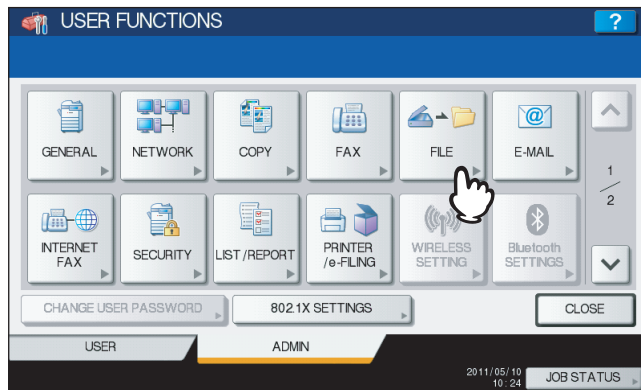 USER FUNCTIONS
?
GENERAL
NETWORK
COPY
FAX
FILE
E-MAIL
1
2
INTERNET
FAX
SECURITY
LIST/REPORT
PRINTER
/e-FILING
WIRELESS
SETTING
Bluetooth
SETTINGS
CHANGE USER PASSWORD
802.1X SETTINGS
CLOSE
USER
ADMIN
2011/05/10
10:24
JOB STATUS